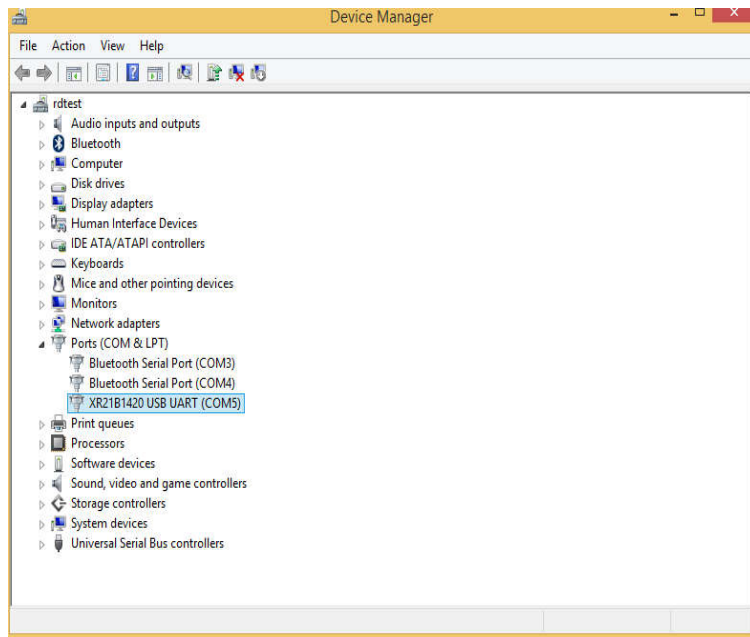 Device Manager
File Action View Help
rdtest
Audio inputs and outputs
Bluetooth
Computer
Disk drives
Display adapters
Human Interface Devices
IDE ATA/ATAPI controllers
Keyboards
Mice and other pointing devices
Monitors
Network adapters
Ports (COM & LPT)
Bluetooth Serial Port (COM3)
Bluetooth Serial Port (COM4)
XR21B1420 USB UART (COM5)
Print queues
Processors
Software devices
Sound, video and game controllers
Storage controllers
System devices
Universal Serial Bus controllers